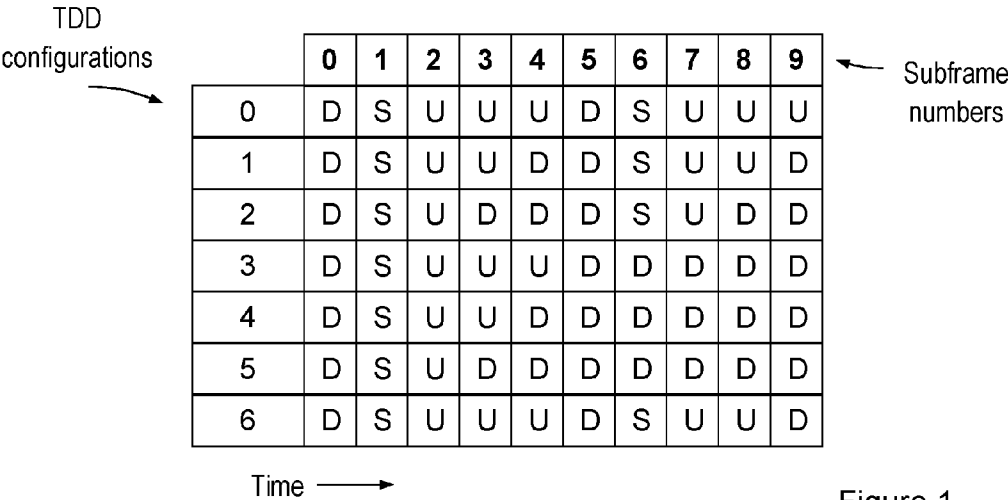 TDD
configurations
0 1 2 3 4 5 6 7 8 9
Subframe
numbers
0 D S U U U D S U U U
1 D S U U D D S U U D
2 D S U D D D S U D D
3 D S U U U D D D D D
4 D S U U D D D D D D
5 D S U D D D D D D D
6 D S U U U D S U U D
Time
Figure 1